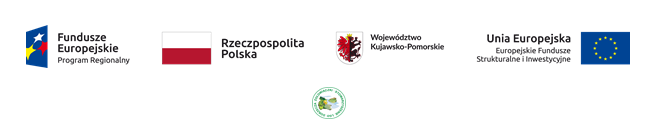 Fundusze
Europejskie
Program Regionalny
Rzeczpospolita
Polska
Województwo
Kujawsko-Pomorskie
Unia Europejska
Europejskie Fundusze
Strukturalne i Inwestycyjne